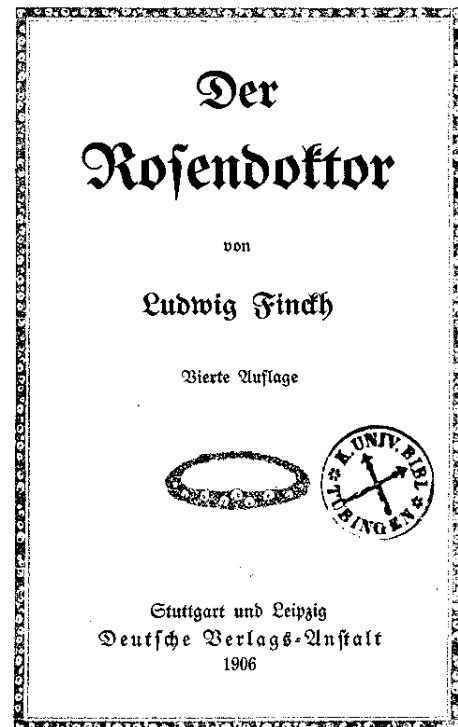 Der
Rosendoktor
von
Ludwig Finckh
Vierte Auflage
K. UNIV. BIBL
TÜBINGEN
Stuttgart und Leipzig
Deutsche Verlags-Anstalt
1906